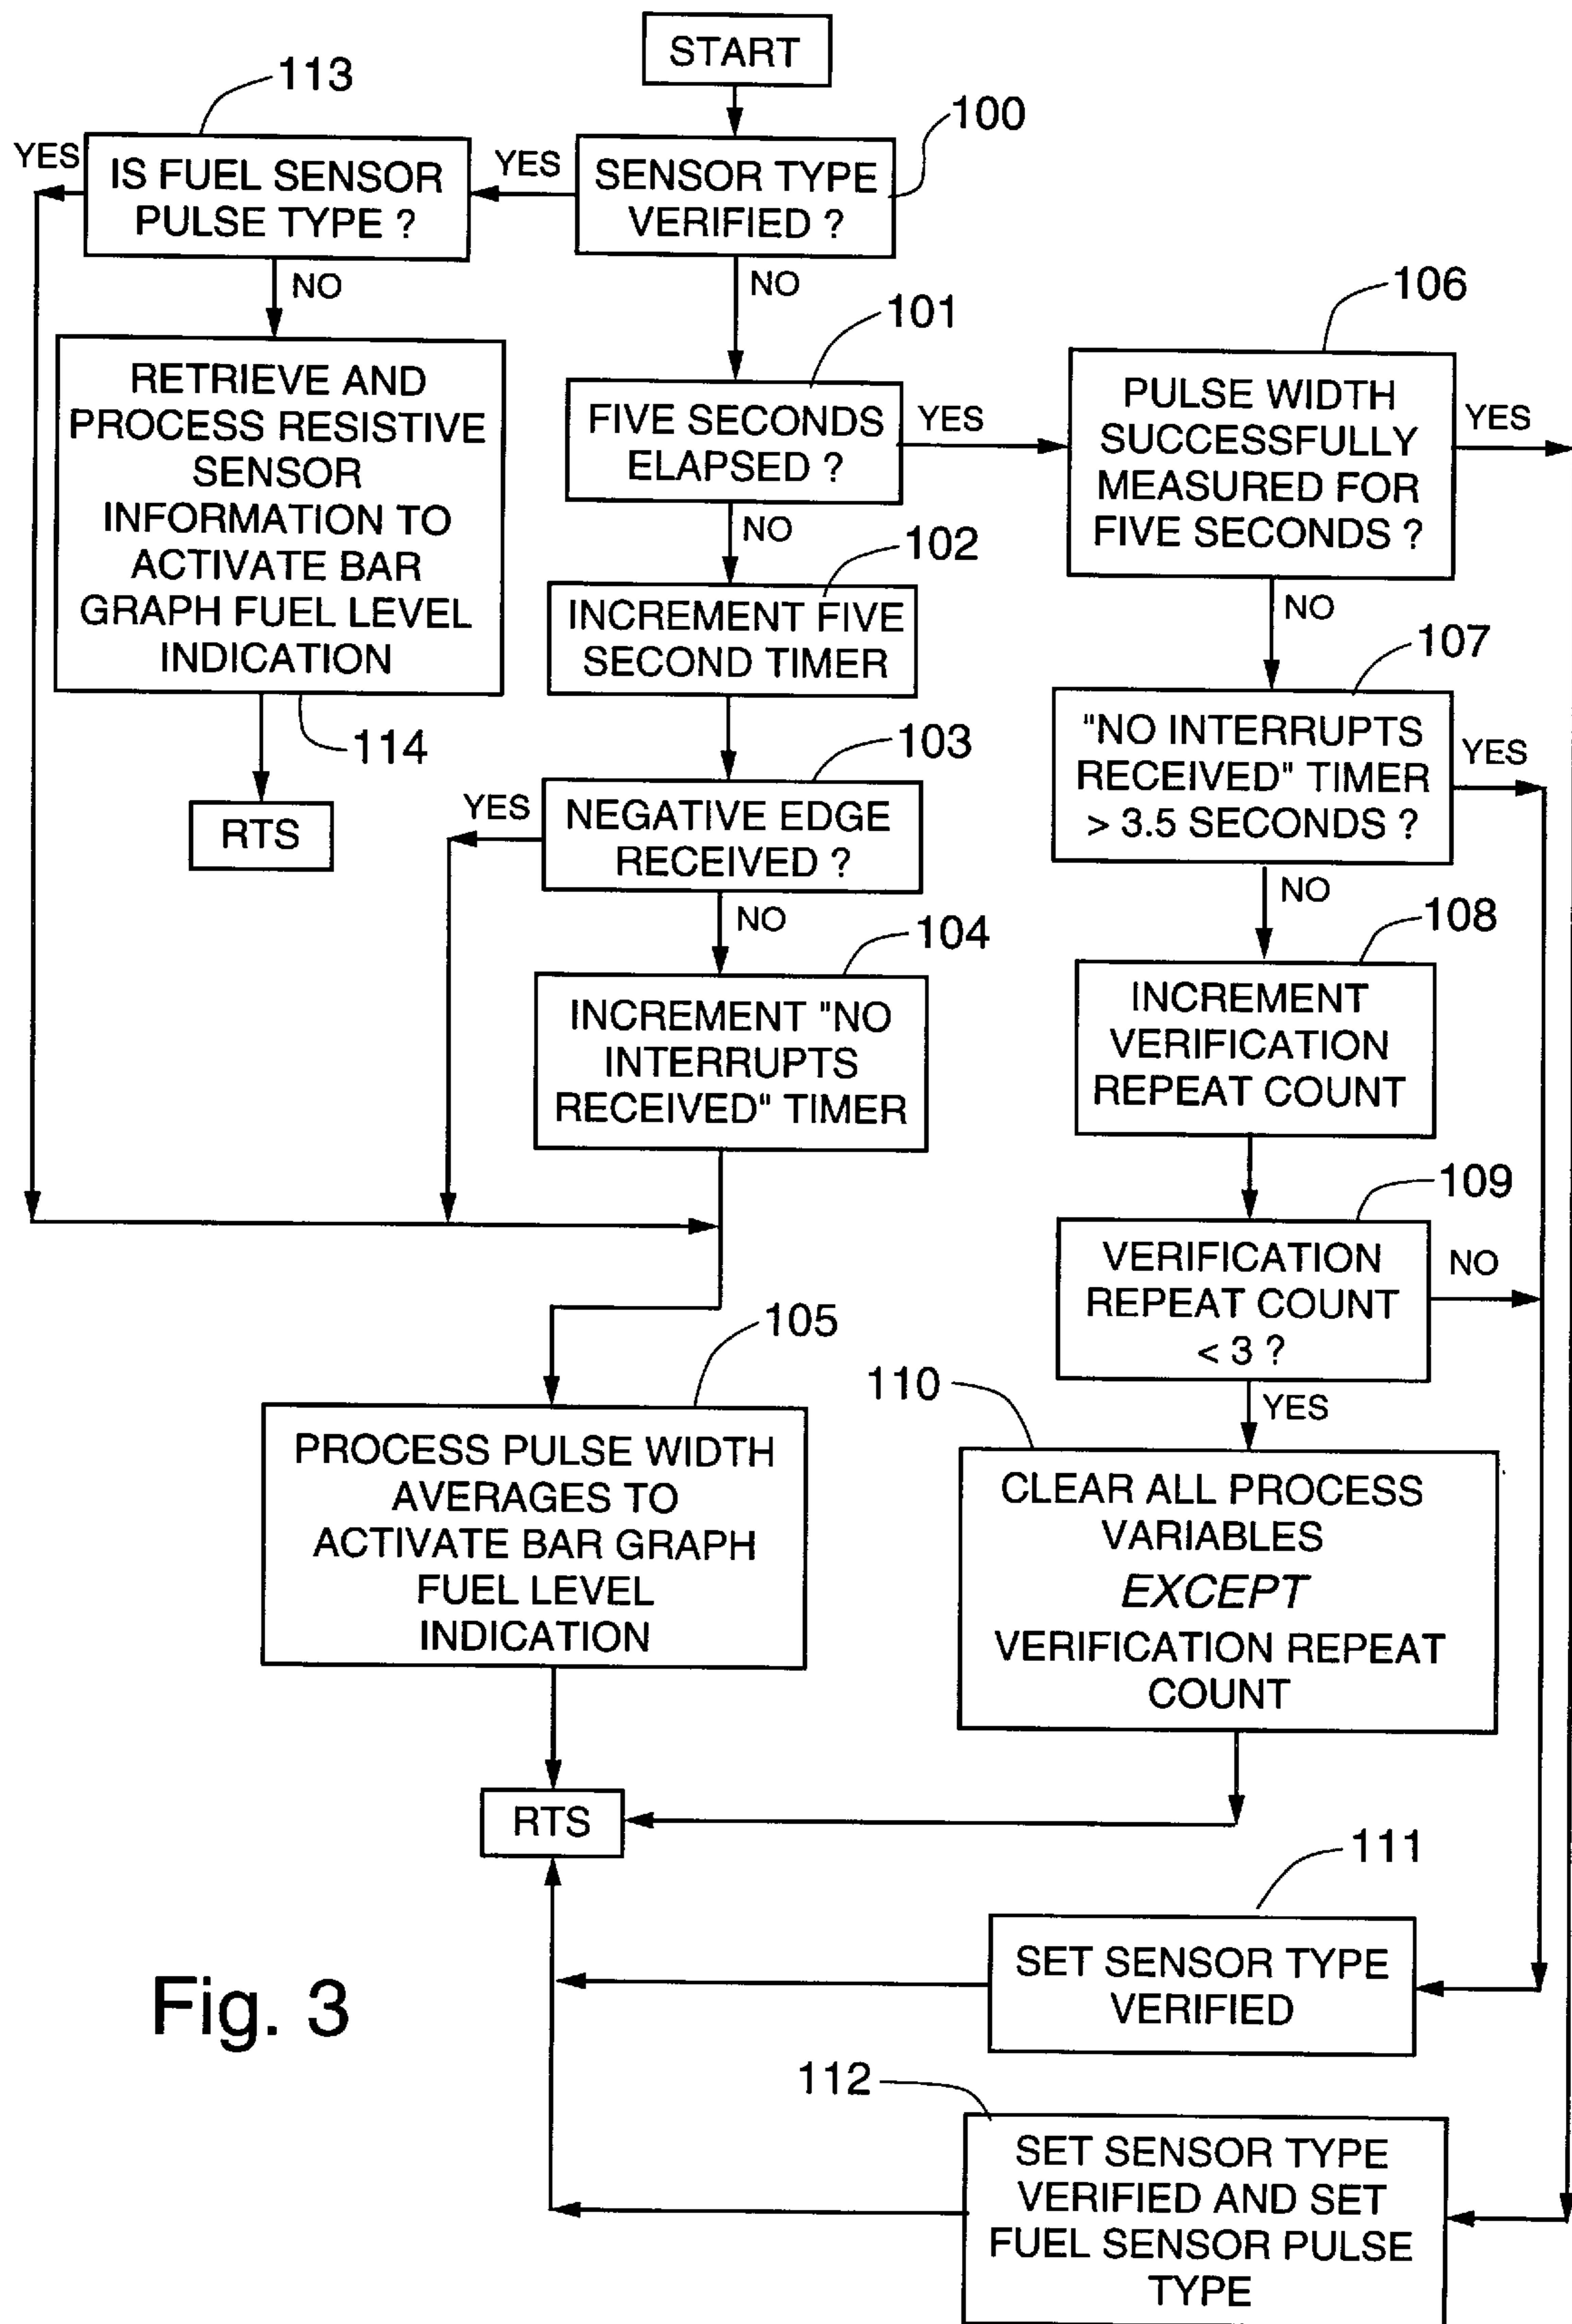 START
113
100
YES
IS FUEL SENSOR
PULSE TYPE ?
YES
SENSOR TYPE
VERIFIED ?
NO
NO
101
106
RETRIEVE AND
PROCESS RESISTIVE
SENSOR
INFORMATION TO
ACTIVATE BAR
GRAPH FUEL LEVEL
INDICATION
114
RTS
FIVE SECONDS
ELAPSED ?
YES
NO
PULSE WIDTH
SUCCESSFULLY
MEASURED FOR
FIVE SECONDS ?
YES
NO
102
INCREMENT FIVE
SECOND TIMER
107
"NO INTERRUPTS
RECEIVED" TIMER
> 3.5 SECONDS ?
YES
NO
103
YES
NEGATIVE EDGE
RECEIVED ?
NO
108
INCREMENT
VERIFICATION
REPEAT COUNT
104
INCREMENT "NO
INTERRUPTS
RECEIVED" TIMER
109
VERIFICATION
REPEAT COUNT
< 3 ?
NO
YES
105
PROCESS PULSE WIDTH
AVERAGES TO
ACTIVATE BAR GRAPH
FUEL LEVEL
INDICATION
110
CLEAR ALL PROCESS
VARIABLES
EXCEPT
VERIFICATION REPEAT
COUNT
RTS
111
SET SENSOR TYPE
VERIFIED
Fig. 3
112
SET SENSOR TYPE
VERIFIED AND SET
FUEL SENSOR PULSE
TYPE